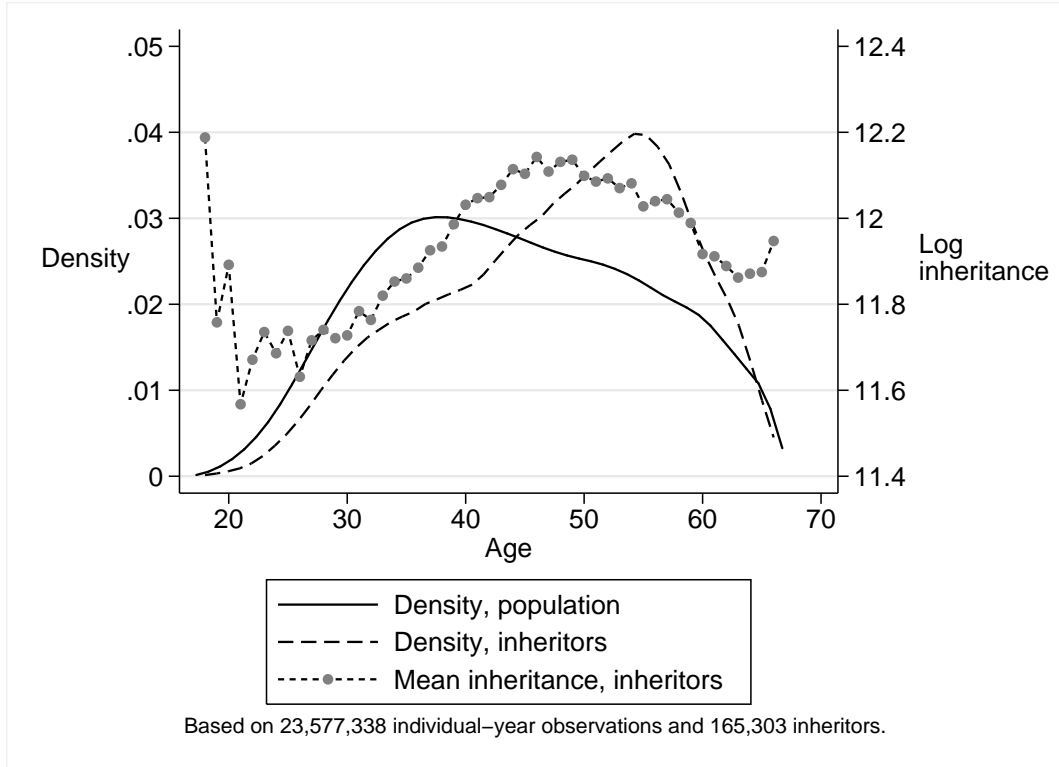 .05
.04
.03
.02
.01
0
Density
12.4
12.2
12
11.8
11.6
11.4
Log
inheritance
20 30 40 50 60 70
Age
Density, population
Density, inheritors
Mean inheritance, inheritors
Based on 23,577,338 individual−year observations and 165,303 inheritors.